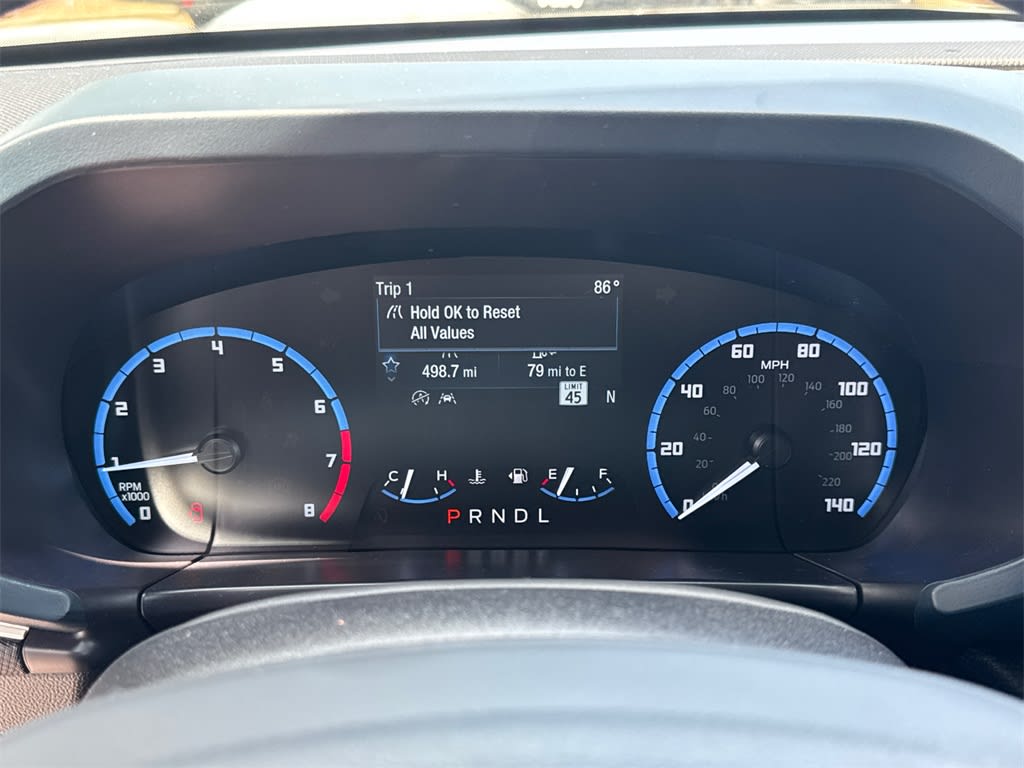 Trip 1 86°
Hold OK to Reset
All Values
498.7 mi 79 mi to E
LIMIT
45 N
C H E F
P R N D L
0 1 2 3 4 5 6 7 8
RPM
x1000
0 20 40 60 80 100 120 140
MPH
20 40 60 80 100 120 140 160 180 200 220